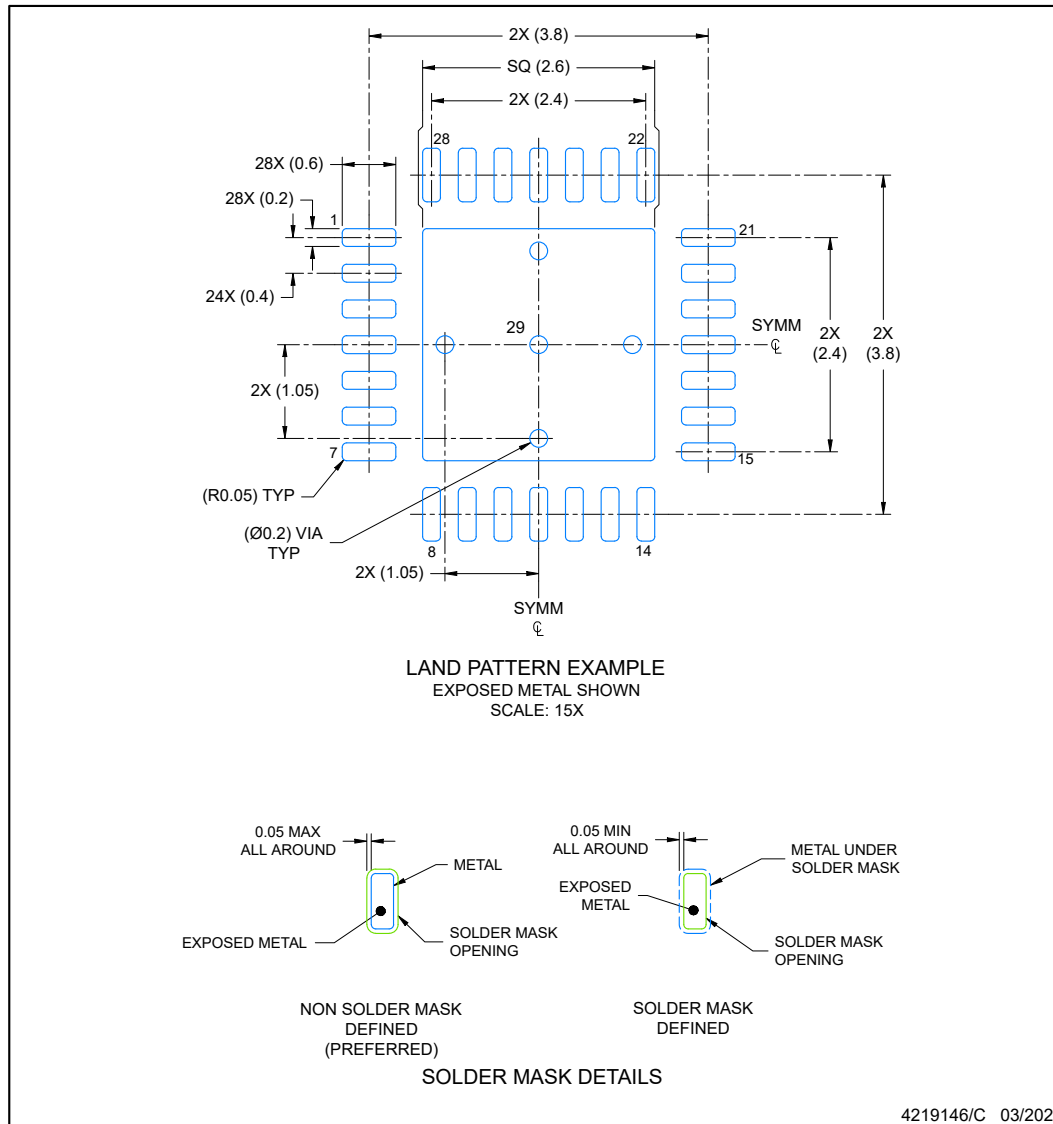 2X (3.8)
SQ (2.6)
2X (2.4)
28
22
28X (0.6)
28X (0.2)
1
21
24X (0.4)
29
SYMM
℄
2X
(2.4)
2X
(3.8)
2X (1.05)
7
15
(R0.05) TYP
(Ø0.2) VIA
TYP
8
14
2X (1.05)
SYMM
℄
LAND PATTERN EXAMPLE
EXPOSED METAL SHOWN
SCALE: 15X
0.05 MAX
ALL AROUND
METAL
EXPOSED METAL
SOLDER MASK
OPENING
NON SOLDER MASK
DEFINED
(PREFERRED)
0.05 MIN
ALL AROUND
METAL UNDER
SOLDER MASK
EXPOSED
METAL
SOLDER MASK
OPENING
SOLDER MASK
DEFINED
SOLDER MASK DETAILS
4219146/C 03/202